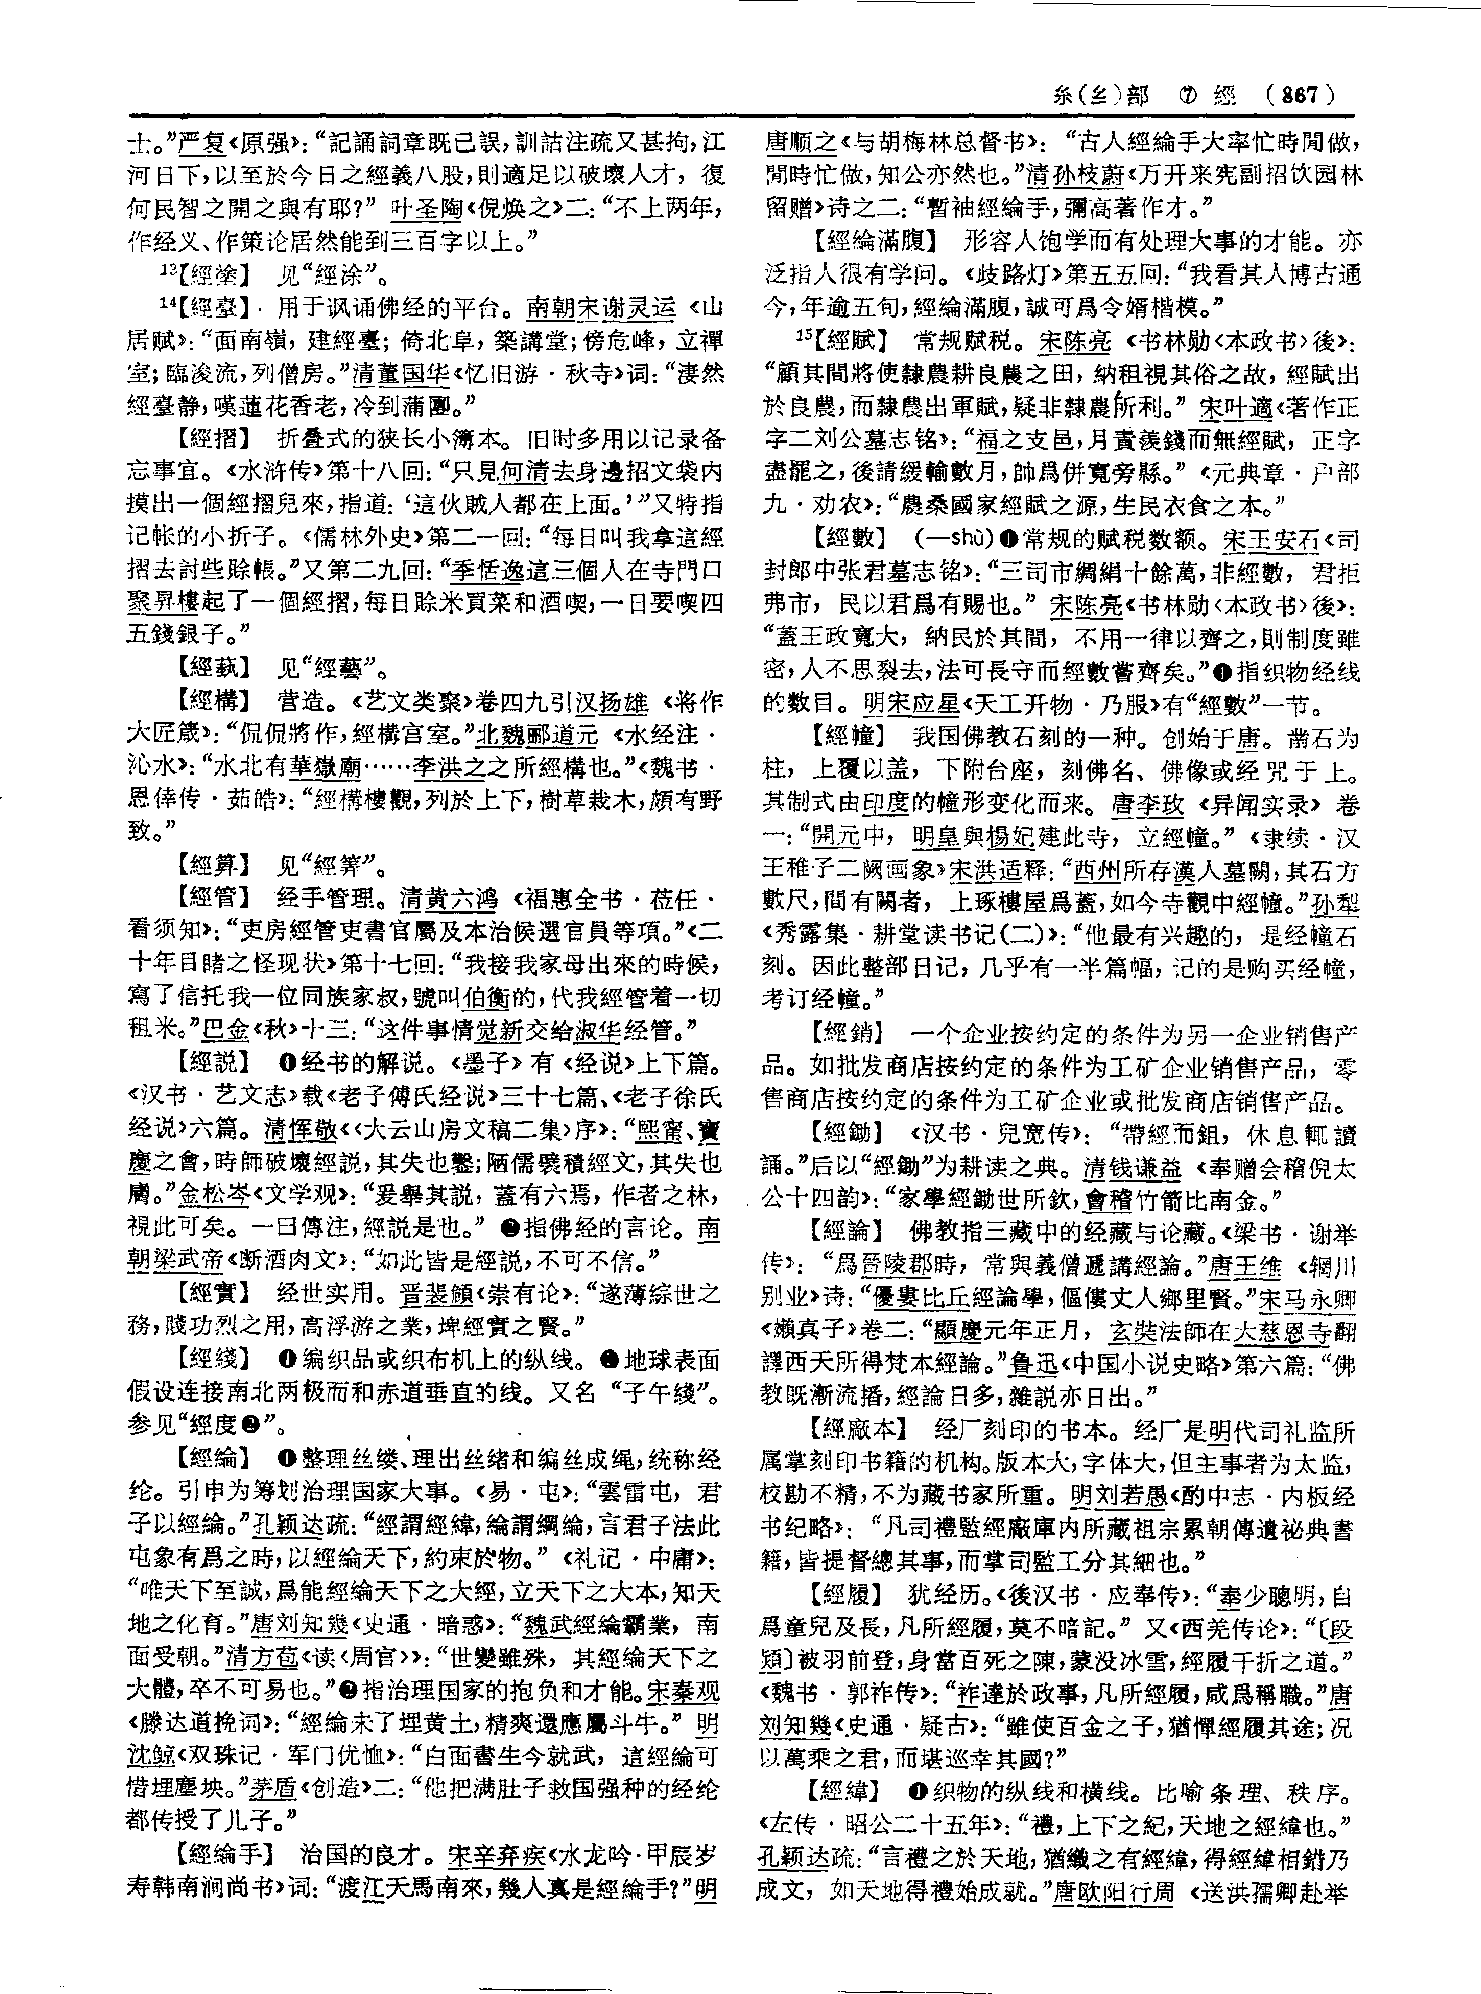 糸(纟)部 ⑦ 經 (867)
士。”严复《原强》：“記誦詞章既已誤，訓詁注疏又甚拘，江
河日下，以至於今日之經義八股，則適足以破壞人才，復
何民智之開之與有耶？”叶圣陶《倪焕之》二：“不上两年，
作经义、作策论居然能到三百字以上。”
¹³【經塗】 见“經涂”。
¹⁴【經臺】 用于讽诵佛经的平台。南朝宋谢灵运《山
居赋》：“面南嶺，建經臺；倚北阜，築講堂；傍危峰，立禪
室；臨浚流，列僧房。”清董国华《忆旧游·秋寺》词：“淒然
經臺静，嘆蓮花香老，冷到蒲團。”
【經摺】 折叠式的狭长小簿本。旧时多用以记录备
忘事宜。《水浒传》第十八回：“只見何清去身邊招文袋内
摸出一個經摺兒來，指道：‘這伙賊人都在上面。’”又特指
记帐的小折子。《儒林外史》第二一回：“每日叫我拿這經
摺去討些賒帳。”又第二九回：“季恬逸這三個人在寺門口
聚昇樓起了一個經摺，每日賒米買菜和酒喫，一日要喫四
五錢銀子。”
【經蓺】 见“經藝”。
【經構】 营造。《艺文类聚》卷四九引汉扬雄《将作
大匠箴》：“侃侃將作，經構宫室。”北魏郦道元《水经注·
沁水》：“水北有華嶽廟……李洪之之所經構也。”《魏书·
恩倖传·茹皓》：“經構樓觀，列於上下，樹草栽木，頗有野
致。”
【經算】 见“經筭”。
【經管】 经手管理。清黄六鸿《福惠全书·莅任·
看须知》：“吏房經管吏書官屬及本治候選官員等項。”《二
十年目睹之怪现状》第十七回：“我接我家母出來的時候，
寫了信托我一位同族家叔，號叫伯衡的，代我經管着一切
租米。”巴金《秋》十三：“这件事情觉新交给淑华经管。”
【經説】 ❶经书的解说。《墨子》有《经说》上下篇。
《汉书·艺文志》载《老子傅氏经说》三十七篇、《老子徐氏
经说》六篇。清恽敬《〈大云山房文稿二集〉序》：“熙甯、寶
慶之會，時師破壞經説，其失也鑿；陋儒襞積經文，其失也
膚。”金松岑《文学观》：“爰舉其説，蓋有六焉，作者之林，
視此可矣。一曰傳注，經説是也。”❷指佛经的言论。南
朝梁武帝《断酒肉文》：“如此皆是經説，不可不信。”
【經實】 经世实用。晋裴頠《崇有论》：“遂薄綜世之
務，賤功烈之用，高浮游之業，埤經實之賢。”
【經綫】 ❶编织品或织布机上的纵线。❷地球表面
假设连接南北两极而和赤道垂直的线。又名“子午綫”。
参见“經度❷”。
【經綸】 ❶整理丝缕、理出丝绪和编丝成绳，统称经
纶。引申为筹划治理国家大事。《易·屯》：“雲雷屯，君
子以經綸。”孔颖达疏：“經謂經緯，綸謂綱綸，言君子法此
屯象有爲之時，以經綸天下，約束於物。”《礼记·中庸》：
“唯天下至誠，爲能經綸天下之大經，立天下之大本，知天
地之化育。”唐刘知幾《史通·暗惑》：“魏武經綸霸業，南
面受朝。”清方苞《读〈周官〉》：“世變雖殊，其經綸天下之
大體，卒不可易也。”❷指治理国家的抱负和才能。宋秦观
《滕达道挽词》：“經綸未了埋黄土，精爽還應屬斗牛。”明
沈鲸《双珠记·军门优恤》：“白面書生今就武，這經綸可
惜埋塵坱。”茅盾《创造》二：“他把满肚子救国强种的经纶
都传授了儿子。”
【經綸手】 治国的良才。宋辛弃疾《水龙吟·甲辰岁
寿韩南涧尚书》词：“渡江天馬南來，幾人真是經綸手？”明
唐顺之《与胡梅林总督书》：“古人經綸手大率忙時閒做，
閒時忙做，知公亦然也。”清孙枝蔚《万开来宪副招饮园林
留赠》诗之二：“暫袖經綸手，彌高著作才。”
【經綸滿腹】 形容人饱学而有处理大事的才能。亦
泛指人很有学问。《歧路灯》第五五回：“我看其人博古通
今，年逾五旬，經綸滿腹，誠可爲令婿楷模。”
¹⁵【經賦】 常规赋税。宋陈亮《书林勋〈本政书〉後》：
“顧其間將使隸農耕良農之田，納租視其俗之故，經賦出
於良農，而隸農出軍賦，疑非隸農所利。”宋叶適《著作正
字二刘公墓志铭》：“福之支邑，月責羨錢而無經賦，正字
盡罷之，後請緩輸數月，帥爲併寬旁縣。”《元典章·户部
九·劝农》：“農桑國家經賦之源，生民衣食之本。”
【經數】 （—shù）❶常规的赋税数额。宋王安石《司
封郎中张君墓志铭》：“三司市綢絹十餘萬，非經數，君拒
弗市，民以君爲有賜也。”宋陈亮《书林勋〈本政书〉後》：
“蓋王政寬大，納民於其間，不用一律以齊之，則制度雖
密，人不思裂去，法可長守而經數嘗齊矣。”❶指织物经线
的数目。明宋应星《天工开物·乃服》有“經數”一节。
【經幢】 我国佛教石刻的一种。创始于唐。凿石为
柱，上覆以盖，下附台座，刻佛名、佛像或经咒于上。
其制式由印度的幢形变化而来。唐李玫《异闻实录》卷
一：“開元中，明皇與楊妃建此寺，立經幢。”《隶续·汉
王稚子二阙画象》宋洪适释：“西州所存漢人墓闕，其石方
數尺，間有闕者，上琢樓屋爲蓋，如今寺觀中經幢。”孙犁
《秀露集·耕堂读书记（二）》：“他最有兴趣的，是经幢石
刻。因此整部日记，几乎有一半篇幅，记的是购买经幢，
考订经幢。”
【經銷】 一个企业按约定的条件为另一企业销售产
品。如批发商店按约定的条件为工矿企业销售产品，零
售商店按约定的条件为工矿企业或批发商店销售产品。
【經鋤】 《汉书·兒宽传》：“帶經而鉏，休息輒讀
誦。”后以“經鋤”为耕读之典。清钱谦益《奉赠会稽倪太
公十四韵》：“家學經鋤世所欽，會稽竹箭比南金。”
【經論】 佛教指三藏中的经藏与论藏。《梁书·谢举
传》：“爲晉陵郡時，常與義僧遞講經論。”唐王维《辋川
别业》诗：“優婁比丘經論學，傴僂丈人鄉里賢。”宋马永卿
《嬾真子》卷二：“顯慶元年正月，玄奘法師在大慈恩寺翻
譯西天所得梵本經論。”鲁迅《中国小说史略》第六篇：“佛
教既漸流播，經論日多，雜説亦日出。”
【經廠本】 经厂刻印的书本。经厂是明代司礼监所
属掌刻印书籍的机构。版本大，字体大，但主事者为太监，
校勘不精，不为藏书家所重。明刘若愚《酌中志·内板经
书纪略》：“凡司禮監經廠庫内所藏祖宗累朝傳遺祕典書
籍，皆提督總其事，而掌司監工分其細也。”
【經履】 犹经历。《後汉书·应奉传》：“奉少聰明，自
爲童兒及長，凡所經履，莫不暗記。”又《西羌传论》：“〔段
熲〕被羽前登，身當百死之陳，蒙没冰雪，經履千折之道。”
《魏书·郭祚传》：“祚達於政事，凡所經履，咸爲稱職。”唐
刘知幾《史通·疑古》：“雖使百金之子，猶憚經履其途；況
以萬乘之君，而堪巡幸其國？”
【經緯】 ❶织物的纵线和横线。比喻条理、秩序。
《左传·昭公二十五年》：“禮，上下之紀，天地之經緯也。”
孔颖达疏：“言禮之於天地，猶織之有經緯，得經緯相錯乃
成文，如天地得禮始成就。”唐欧阳行周《送洪孺卿赴举